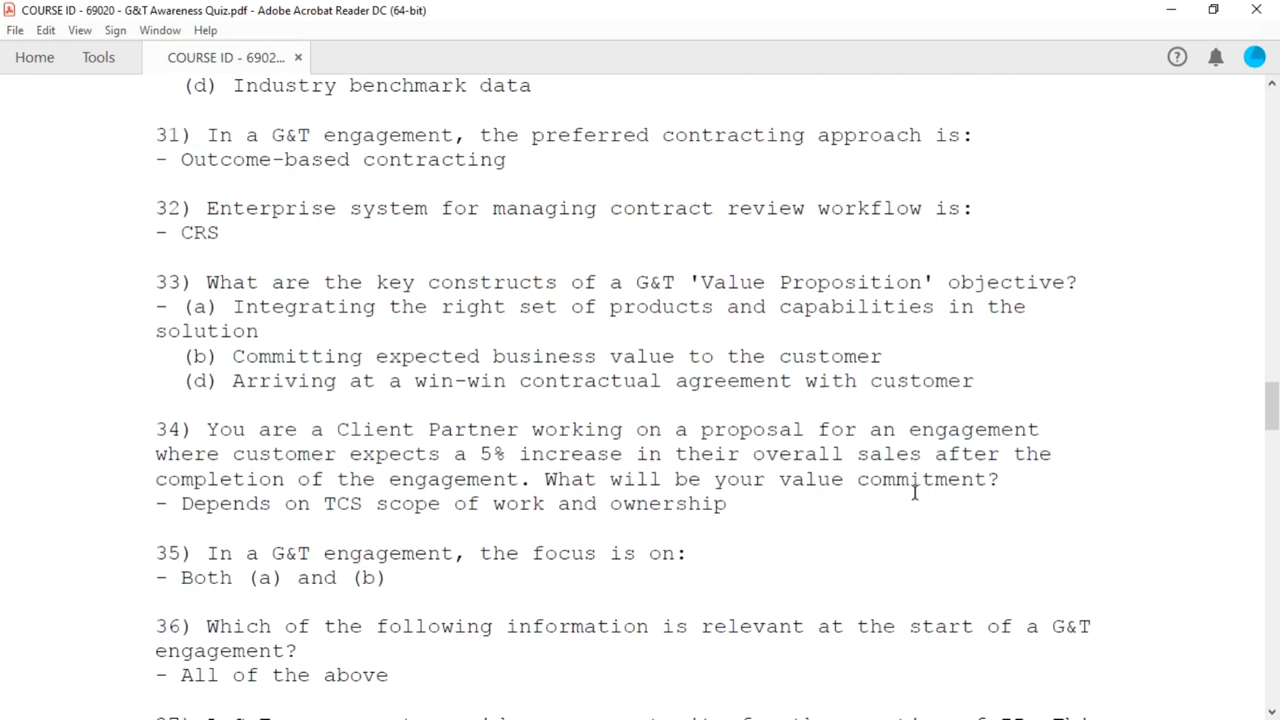 COURSE ID - 69020 - G&T Awareness Quiz.pdf - Adobe Acrobat Reader DC (64-bit)
File Edit View Sign Window Help
Home Tools COURSE ID - 6902... ×
(d) Industry benchmark data
31) In a G&T engagement, the preferred contracting approach is:
- Outcome-based contracting
32) Enterprise system for managing contract review workflow is:
- CRS
33) What are the key constructs of a G&T 'Value Proposition' objective?
- (a) Integrating the right set of products and capabilities in the
solution
(b) Committing expected business value to the customer
(d) Arriving at a win-win contractual agreement with customer
34) You are a Client Partner working on a proposal for an engagement
where customer expects a 5% increase in their overall sales after the
completion of the engagement. What will be your value commitment?
- Depends on TCS scope of work and ownership
35) In a G&T engagement, the focus is on:
- Both (a) and (b)
36) Which of the following information is relevant at the start of a G&T
engagement?
- All of the above